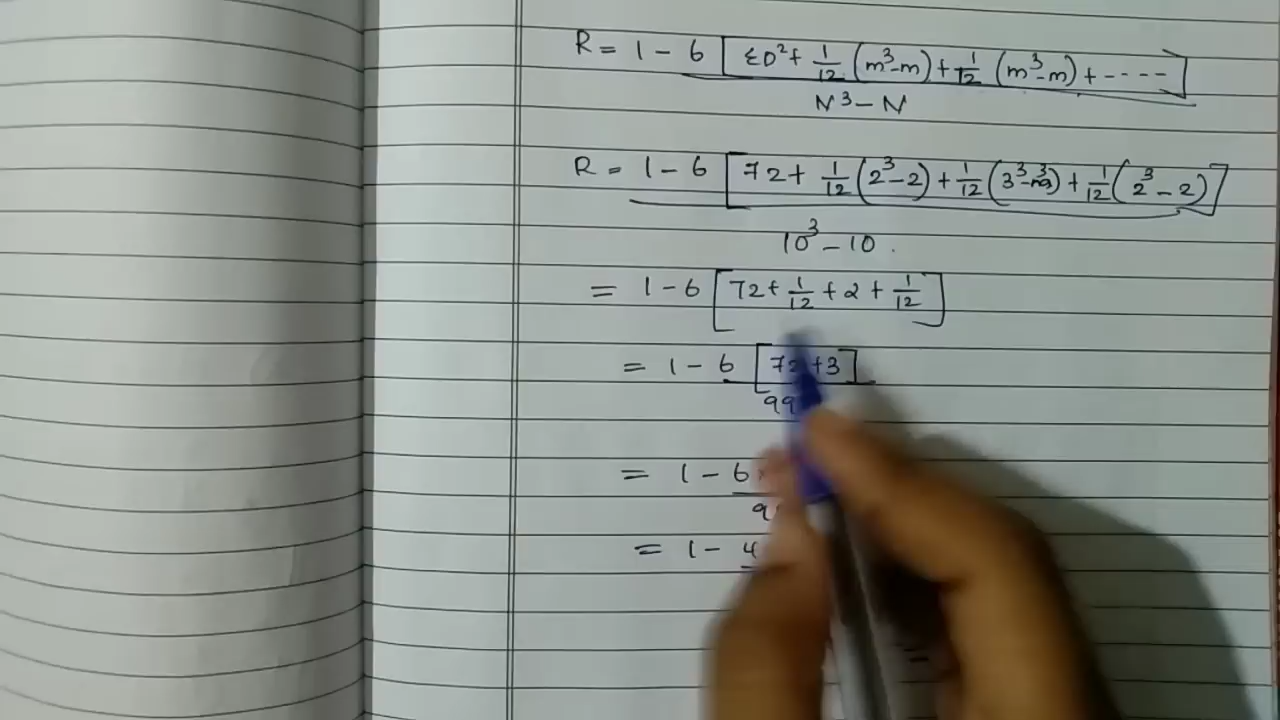 R = 1 - 6 [ΣD²+ 1/12 (m³-m) + 1/12 (m³-m) + ----]
N³ - N
R = 1 - 6 [72+ 1/12 (2³-2) + 1/12 (3³-3) + 1/12 (2³-2)]
10³ - 10
= 1 - 6 [72 + 1/12 + 2 + 1/12]
= 1 - 6 [72+3]
99
= 1 - 6
9
= 1 - 4